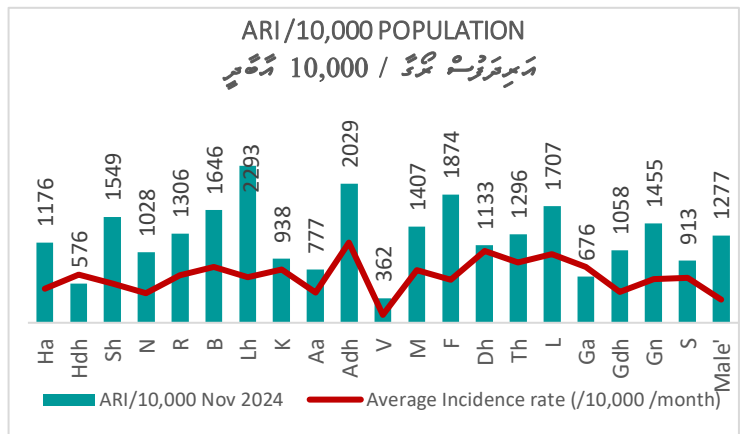 ARI /10,000 POPULATION
އަރިދަފުސް ރޯގާ / 10,000 އާބާދީ
1176
576
1549
1028
1306
1646
2293
938
777
2029
362
1407
1874
1133
1296
1707
676
1058
1455
913
1277
Ha
Hdh
Sh
N
R
B
Lh
K
Aa
Adh
V
M
F
Dh
Th
L
Ga
Gdh
Gn
S
Male'
ARI/10,000 Nov 2024
Average Incidence rate (/10,000 /month)